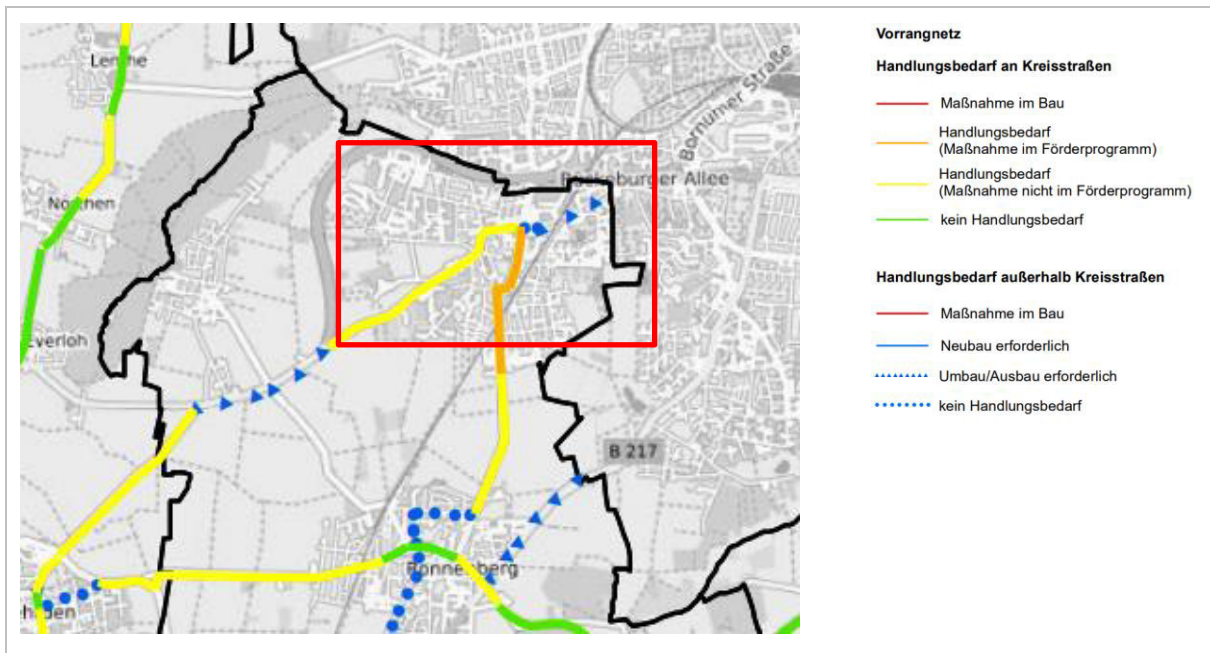 Lenthe
Northen
Everloh
Bornumer Straße
Bückeburger Allee
B 217
Ronnenberg
Vorrangnetz
Handlungsbedarf an Kreisstraßen
Maßnahme im Bau
Handlungsbedarf
(Maßnahme im Förderprogramm)
Handlungsbedarf
(Maßnahme nicht im Förderprogramm)
kein Handlungsbedarf
Handlungsbedarf außerhalb Kreisstraßen
Maßnahme im Bau
Neubau erforderlich
Umbau/Ausbau erforderlich
kein Handlungsbedarf